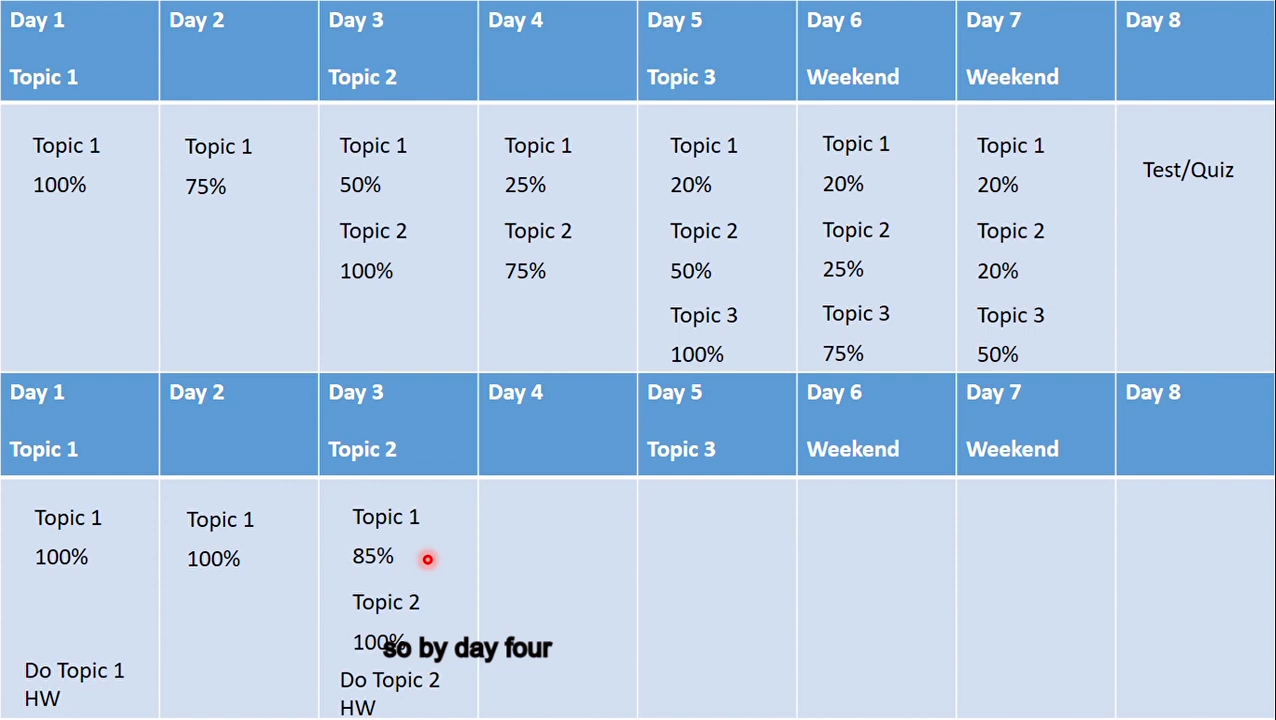 Day 1
Topic 1
Day 2
Day 3
Topic 2
Day 4
Day 5
Topic 3
Day 6
Weekend
Day 7
Weekend
Day 8
Topic 1
100%
Topic 1
75%
Topic 1
50%
Topic 2
100%
Topic 1
25%
Topic 2
75%
Topic 1
20%
Topic 2
50%
Topic 3
100%
Topic 1
20%
Topic 2
25%
Topic 3
75%
Topic 1
20%
Topic 2
20%
Topic 3
50%
Test/Quiz
Day 1
Topic 1
Day 2
Day 3
Topic 2
Day 4
Day 5
Topic 3
Day 6
Weekend
Day 7
Weekend
Day 8
Topic 1
100%
Do Topic 1
HW
Topic 1
100%
Topic 1
85%
Topic 2
100%
Do Topic 2
HW
so by day four